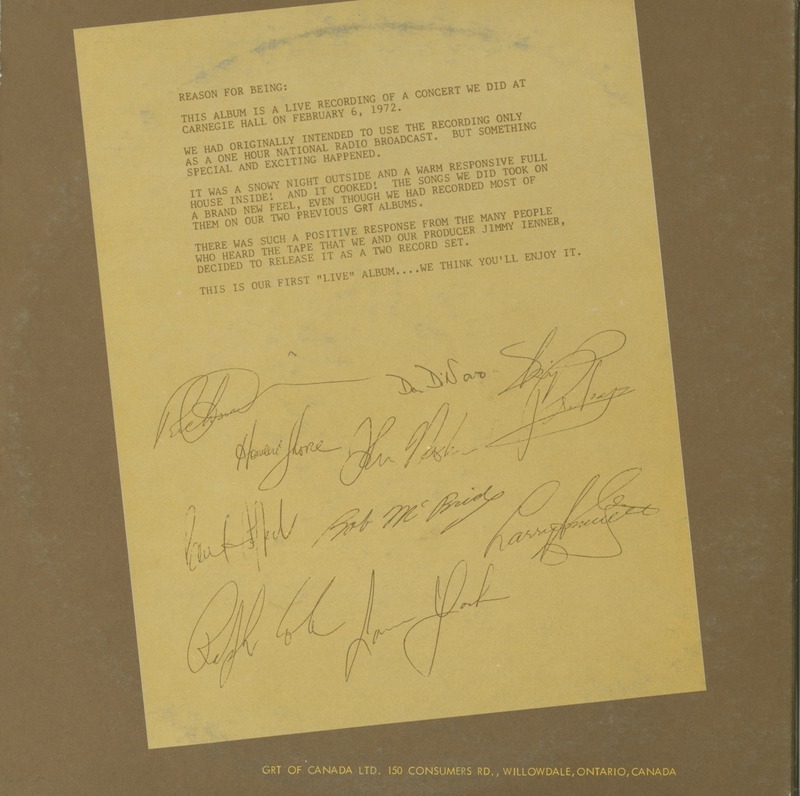 REASON FOR BEING:
THIS ALBUM IS A LIVE RECORDING OF A CONCERT WE DID AT
CARNEGIE HALL ON FEBRUARY 6, 1972.
WE HAD ORIGINALLY INTENDED TO USE THE RECORDING ONLY
AS A ONE HOUR NATIONAL RADIO BROADCAST. BUT SOMETHING
SPECIAL AND EXCITING HAPPENED.
IT WAS A SNOWY NIGHT OUTSIDE AND A WARM RESPONSIVE FULL
HOUSE INSIDE! AND IT COOKED! THE SONGS WE DID TOOK ON
A BRAND NEW FEEL, EVEN THOUGH WE HAD RECORDED MOST OF
THEM ON OUR TWO PREVIOUS GRT ALBUMS.
THERE WAS SUCH A POSITIVE RESPONSE FROM THE MANY PEOPLE
WHO HEARD THE TAPE THAT WE AND OUR PRODUCER JIMMY IENNER,
DECIDED TO RELEASE IT AS A TWO RECORD SET.
THIS IS OUR FIRST "LIVE" ALBUM....WE THINK YOU'LL ENJOY IT.
Don DiNovo
Howard Shore
Bob McBride
Larry Smith
Ralph Cole
GRT OF CANADA LTD. 150 CONSUMERS RD., WILLOWDALE, ONTARIO, CANADA